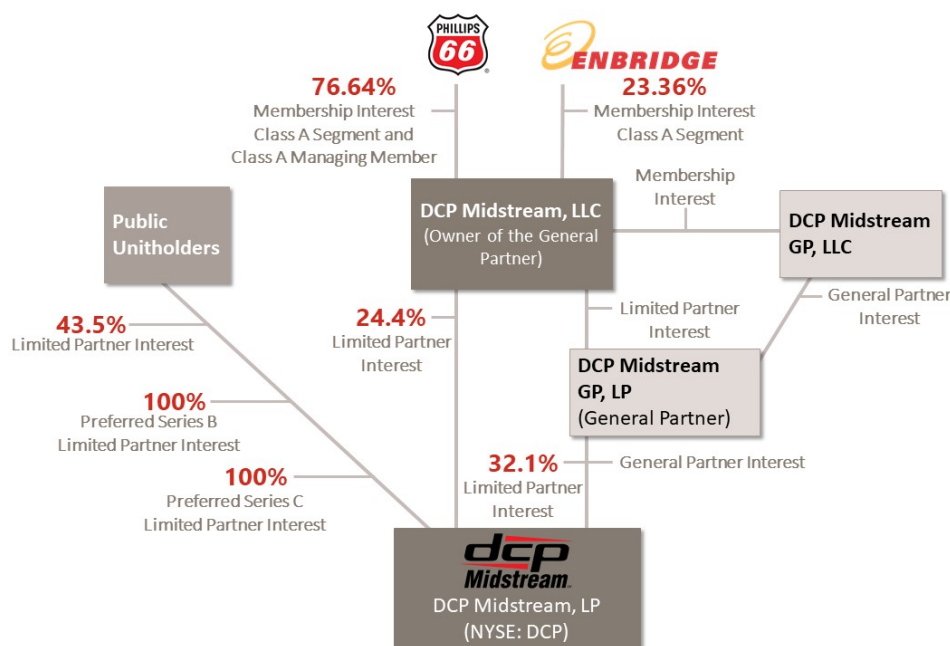 PHILLIPS
66
ENBRIDGE
76.64%
Membership Interest
Class A Segment and
Class A Managing Member
23.36%
Membership Interest
Class A Segment
Membership
Interest
Public
Unitholders
DCP Midstream, LLC
(Owner of the General
Partner)
DCP Midstream
GP, LLC
43.5%
Limited Partner Interest
24.4%
Limited Partner
Interest
Limited Partner
Interest
General Partner
Interest
DCP Midstream
GP, LP
(General Partner)
100%
Preferred Series B
Limited Partner Interest
100%
Preferred Series C
Limited Partner Interest
32.1%
Limited Partner
Interest
General Partner Interest
dcp
Midstream
DCP Midstream, LP
(NYSE: DCP)